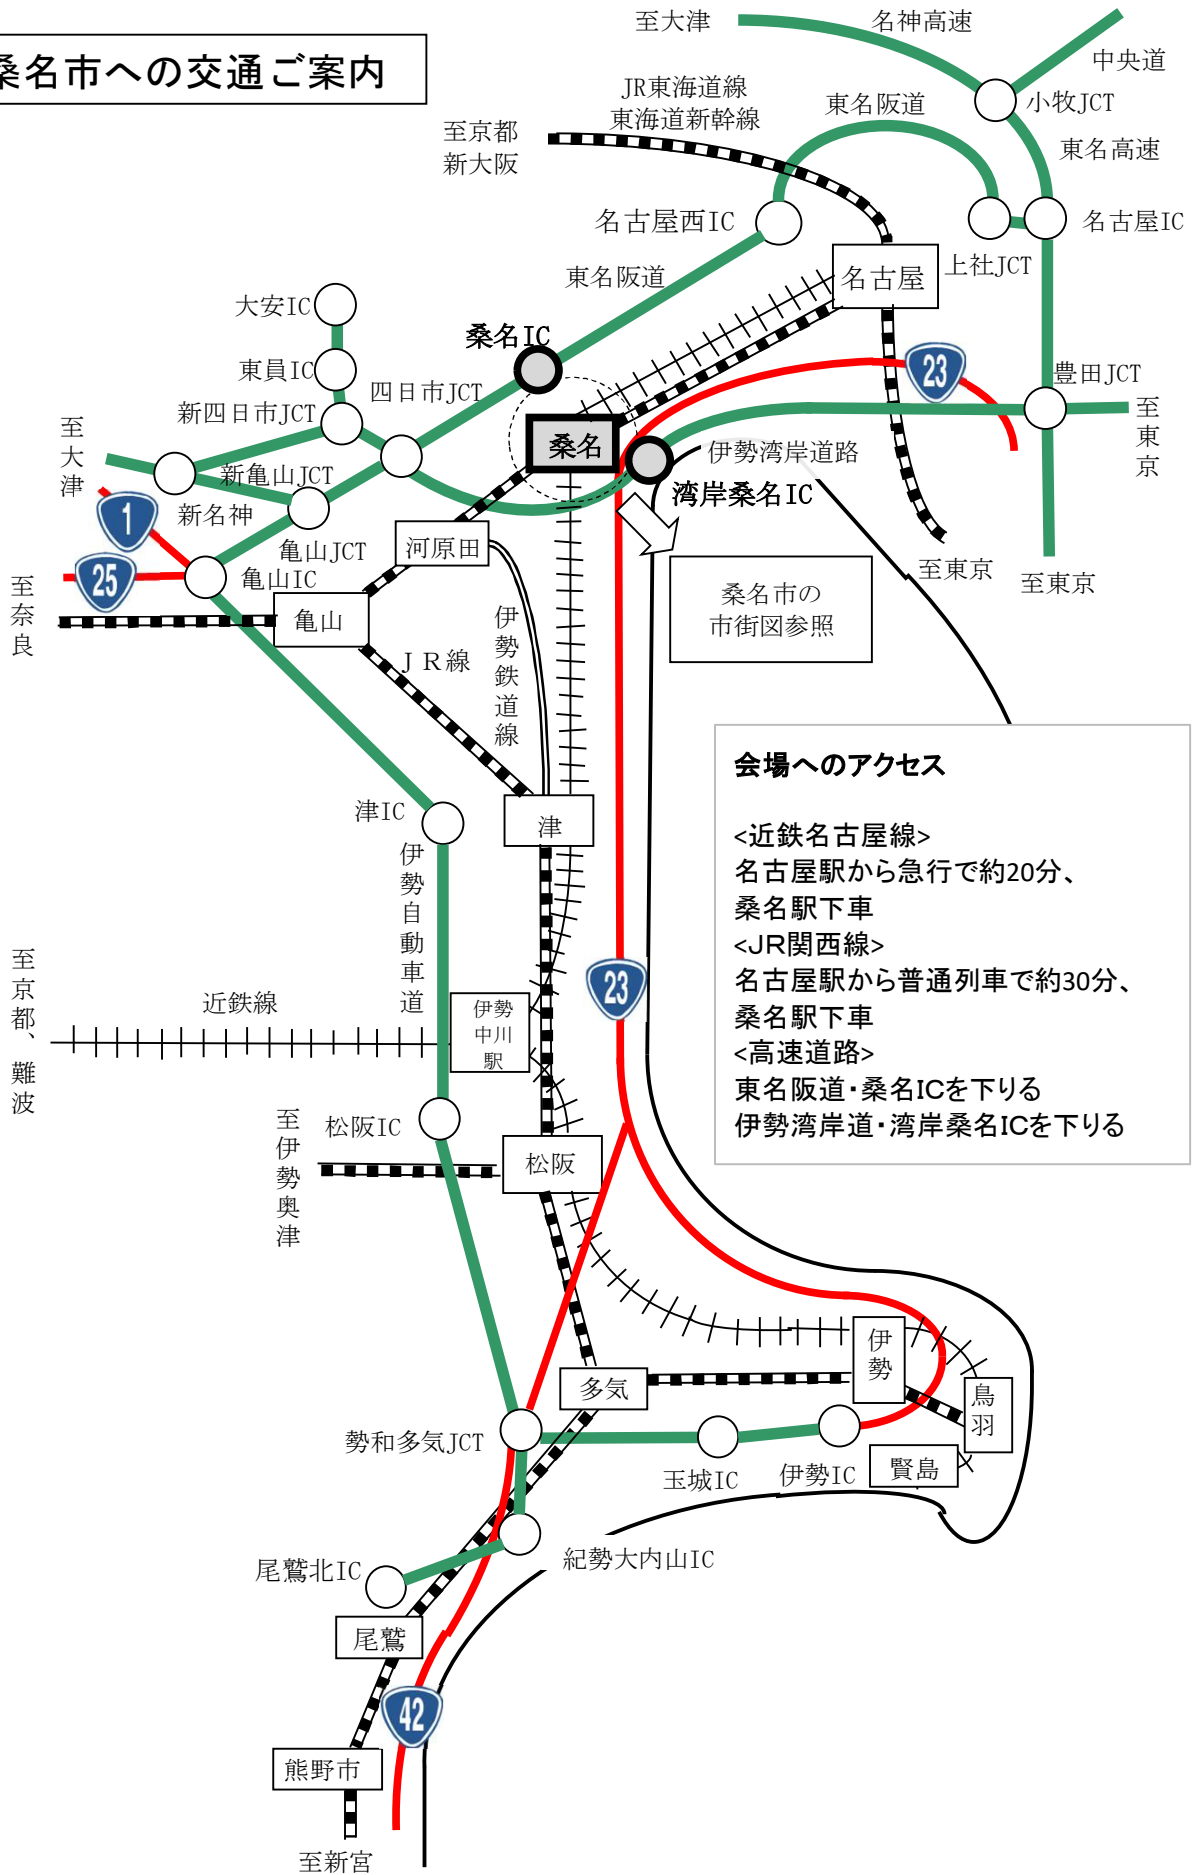 桑名市への交通ご案内
至大津
名神高速
中央道
小牧JCT
JR東海道線
東海道新幹線
東名阪道
東名高速
至京都
新大阪
名古屋西IC
名古屋IC
上社JCT
名古屋
東名阪道
大安IC
桑名IC
東員IC
四日市JCT
新四日市JCT
23
豊田JCT
至東京
至大津
桑名
伊勢湾岸道路
湾岸桑名IC
新亀山JCT
新名神
1
亀山JCT
河原田
25
亀山IC
至奈良
亀山
至東京
至東京
桑名市の
市街図参照
伊勢鉄道線
ＪＲ線
会場へのアクセス
<近鉄名古屋線>
名古屋駅から急行で約20分、
桑名駅下車
<JR関西線>
名古屋駅から普通列車で約30分、
桑名駅下車
<高速道路>
東名阪道・桑名ICを下りる
伊勢湾岸道・湾岸桑名ICを下りる
津IC
津
伊勢自動車道
至京都、難波
近鉄線
伊勢
中川
駅
23
至伊勢奥津
松阪IC
松阪
伊勢
多気
鳥羽
勢和多気JCT
玉城IC
伊勢IC
賢島
尾鷲北IC
紀勢大内山IC
尾鷲
42
熊野市
至新宮